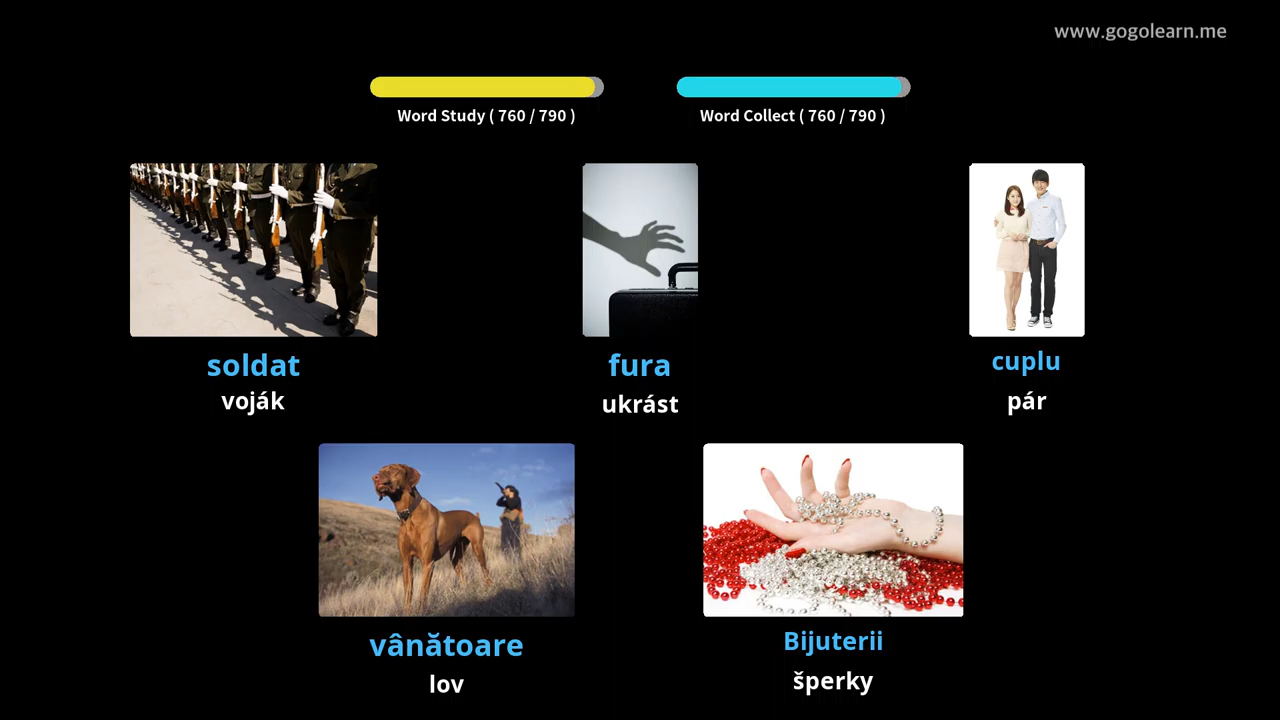 www.gogolearn.me
Word Study ( 760 / 790 )
Word Collect ( 760 / 790 )
soldat
voják
fura
ukrást
cuplu
pár
vânătoare
lov
Bijuterii
šperky